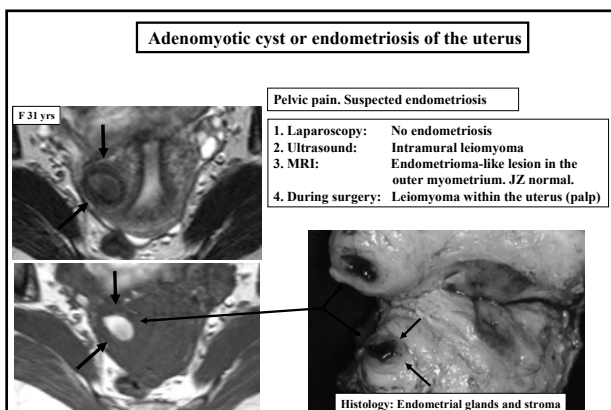 Adenomyotic cyst or endometriosis of the uterus
F 31 yrs
Pelvic pain. Suspected endometriosis
1. Laparoscopy: No endometriosis
2. Ultrasound: Intramural leiomyoma
3. MRI: Endometrioma-like lesion in the
outer myometrium. JZ normal.
4. During surgery: Leiomyoma within the uterus (palp)
Histology: Endometrial glands and stroma